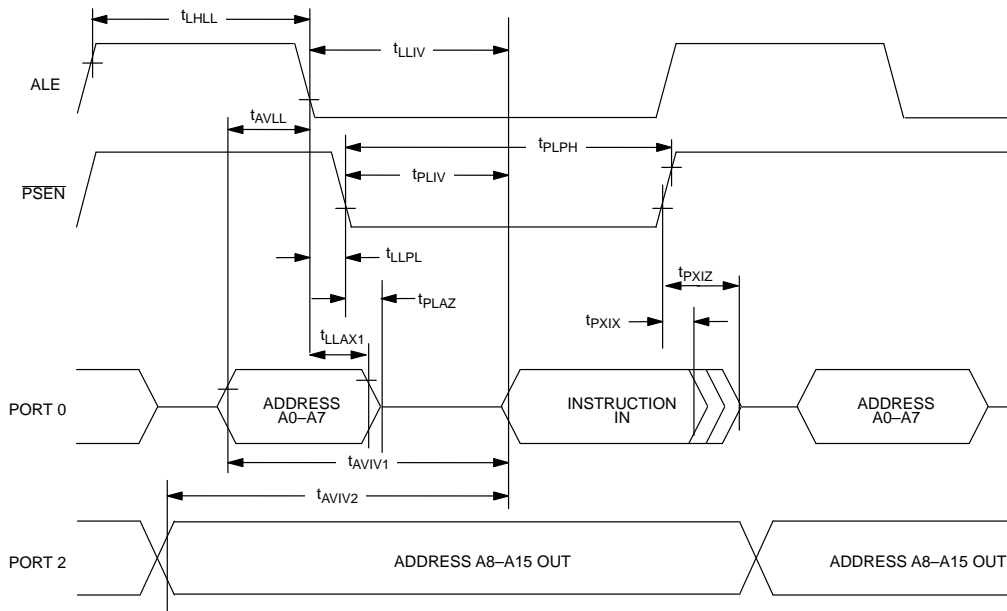 tLHLL
tLLIV
ALE
tAVLL
tPLPH
tPLIV
PSEN
tLLPL
tPXIZ
tPLAZ
tPXIX
tLLAX1
PORT 0
ADDRESS
A0–A7
INSTRUCTION
IN
ADDRESS
A0–A7
tAVIV1
tAVIV2
PORT 2
ADDRESS A8–A15 OUT
ADDRESS A8–A15 OUT